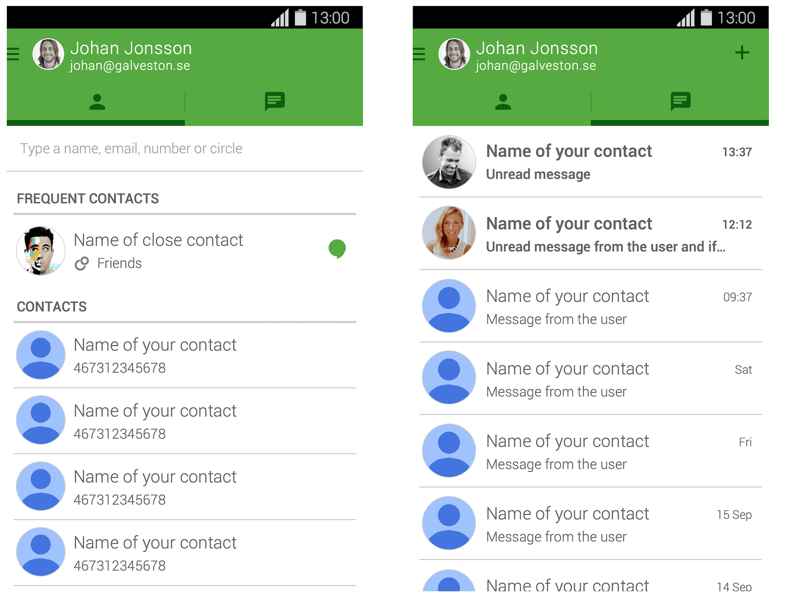 13:00
Johan Jonsson
johan@galveston.se
Type a name, email, number or circle
FREQUENT CONTACTS
Name of close contact
Friends
CONTACTS
Name of your contact
467312345678
Name of your contact
467312345678
Name of your contact
467312345678
Name of your contact
467312345678
13:00
Johan Jonsson
johan@galveston.se
Name of your contact 13:37
Unread message
Name of your contact 12:12
Unread message from the user and if...
Name of your contact 09:37
Message from the user
Name of your contact Sat
Message from the user
Name of your contact Fri
Message from the user
Name of your contact 15 Sep
Message from the user
Name of your contact 14 Sep